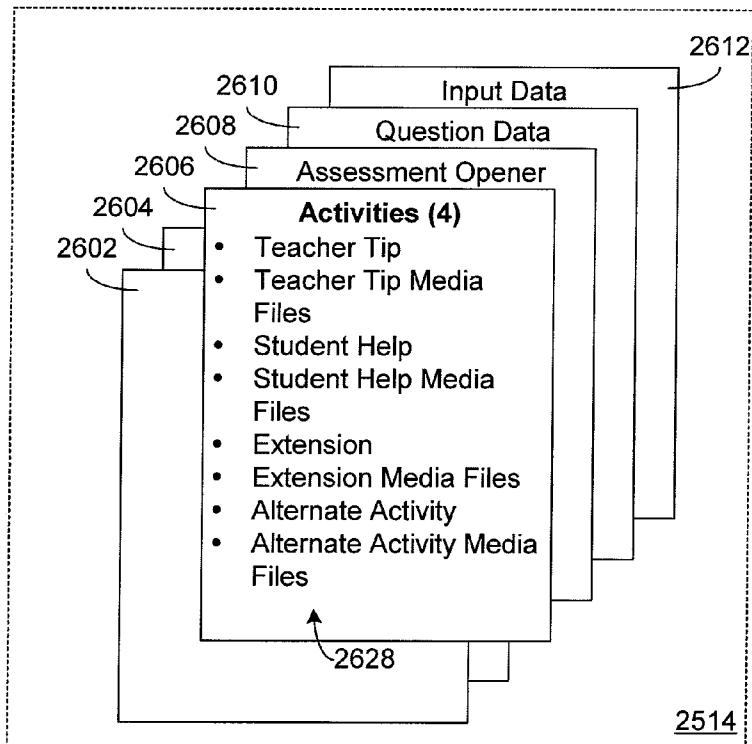 2612
Input Data
2610
Question Data
2608
Assessment Opener
2606
Activities (4)
2604
2602
• Teacher Tip
• Teacher Tip Media
Files
• Student Help
• Student Help Media
Files
• Extension
• Extension Media Files
• Alternate Activity
• Alternate Activity Media
Files
2628
2514